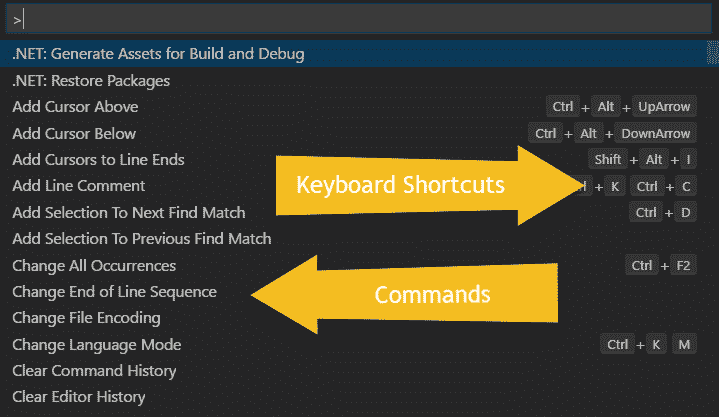 >
.NET: Generate Assets for Build and Debug
.NET: Restore Packages
Add Cursor Above Ctrl + Alt + UpArrow
Add Cursor Below Ctrl + Alt + DownArrow
Add Cursors to Line Ends Shift + Alt + I
Keyboard Shortcuts
Add Line Comment + K Ctrl + C
Add Selection To Next Find Match Ctrl + D
Add Selection To Previous Find Match
Change All Occurrences Ctrl + F2
Change End of Line Sequence
Commands
Change File Encoding
Change Language Mode Ctrl + K M
Clear Command History
Clear Editor History